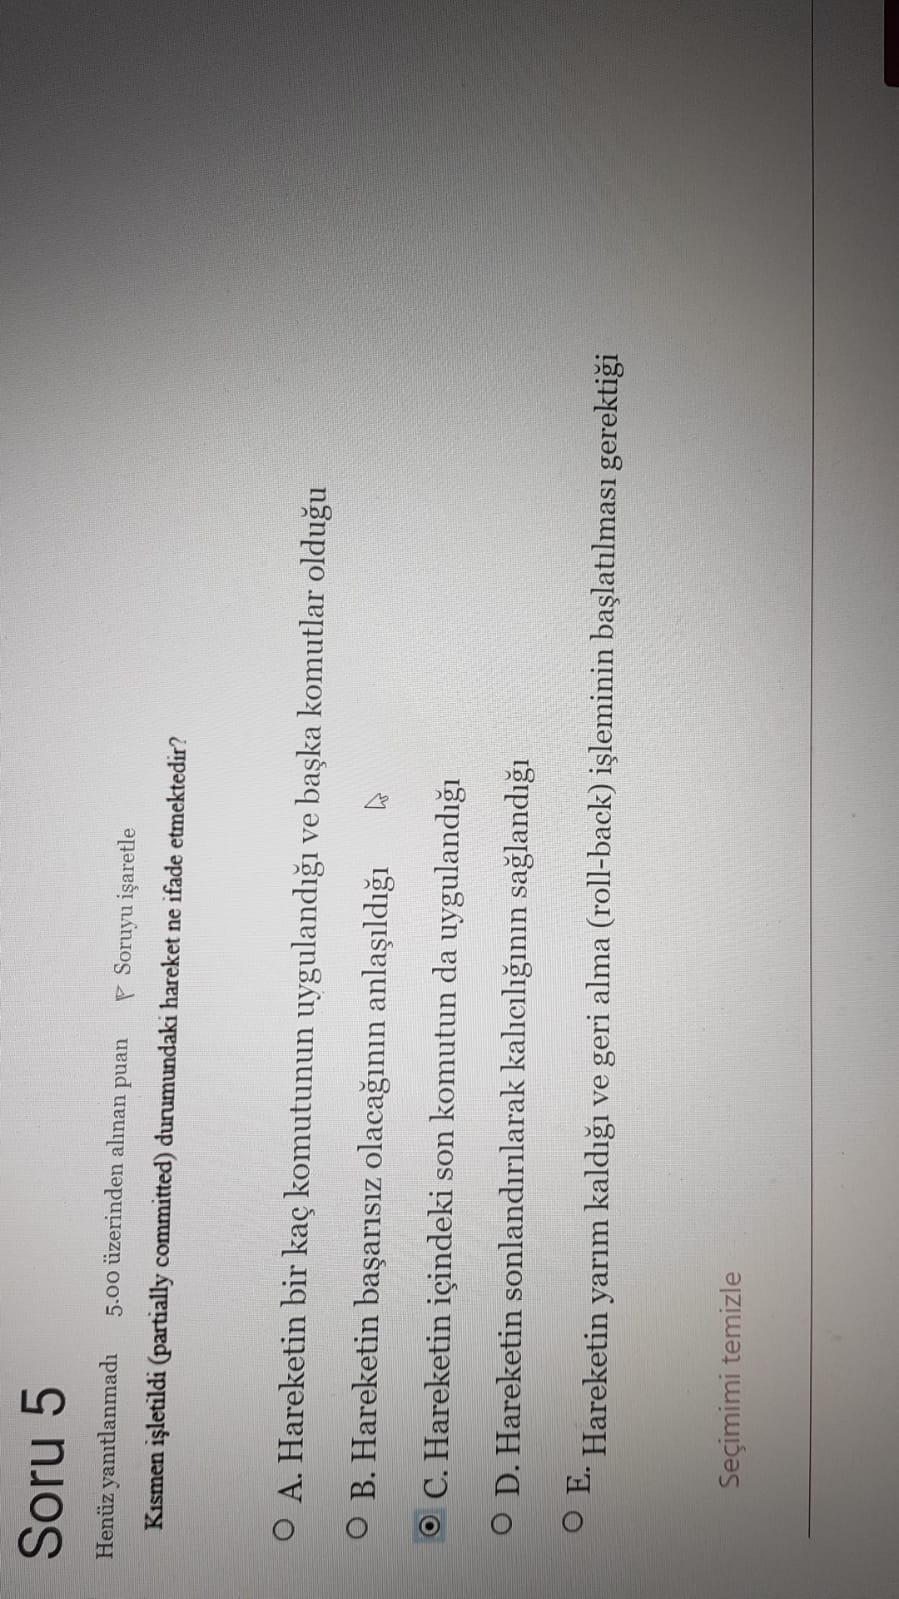 Soru 5
Henüz yanıtlanmadı 5.00 üzerinden alınan puan Soruyu işaretle
Kısmen işletildi (partially committed) durumundaki hareket ne ifade etmektedir?
A. Hareketin bir kaç komutunun uygulandığı ve başka komutlar olduğu
B. Hareketin başarısız olacağının anlaşıldığı
C. Hareketin içindeki son komutun da uygulandığı
D. Hareketin sonlandırılarak kalıcılığının sağlandığı
E. Hareketin yarım kaldığı ve geri alma (roll-back) işleminin başlatılması gerektiği
Seçimimi temizle